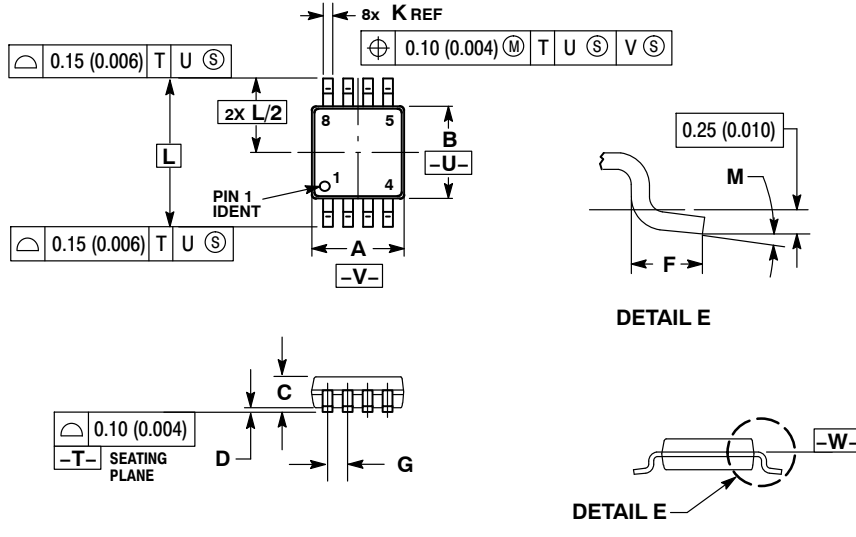 8x K REF
⌖ 0.10 (0.004) Ⓜ T U Ⓢ V Ⓢ
⌓ 0.15 (0.006) T U Ⓢ
2X L/2
8 5
B
-U-
L
PIN 1
IDENT
1
4
⌓ 0.15 (0.006) T U Ⓢ
A
-V-
0.25 (0.010)
M
F
DETAIL E
C
⌓ 0.10 (0.004)
-T- SEATING
PLANE
D
G
-W-
DETAIL E